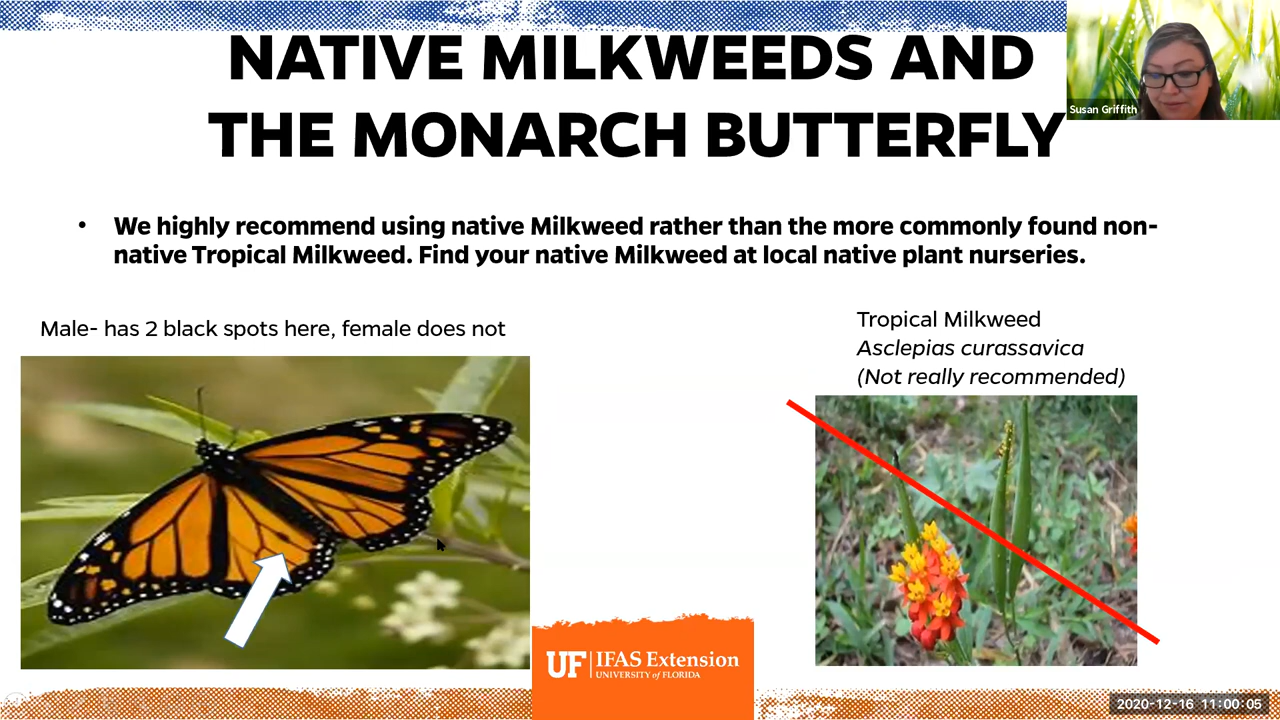 NATIVE MILKWEEDS AND
THE MONARCH BUTTERFLY
Susan Griffith
• We highly recommend using native Milkweed rather than the more commonly found non-
native Tropical Milkweed. Find your native Milkweed at local native plant nurseries.
Male- has 2 black spots here, female does not
Tropical Milkweed
Asclepias curassavica
(Not really recommended)
UF IFAS Extension
UNIVERSITY of FLORIDA
2020-12-16 11:00:05